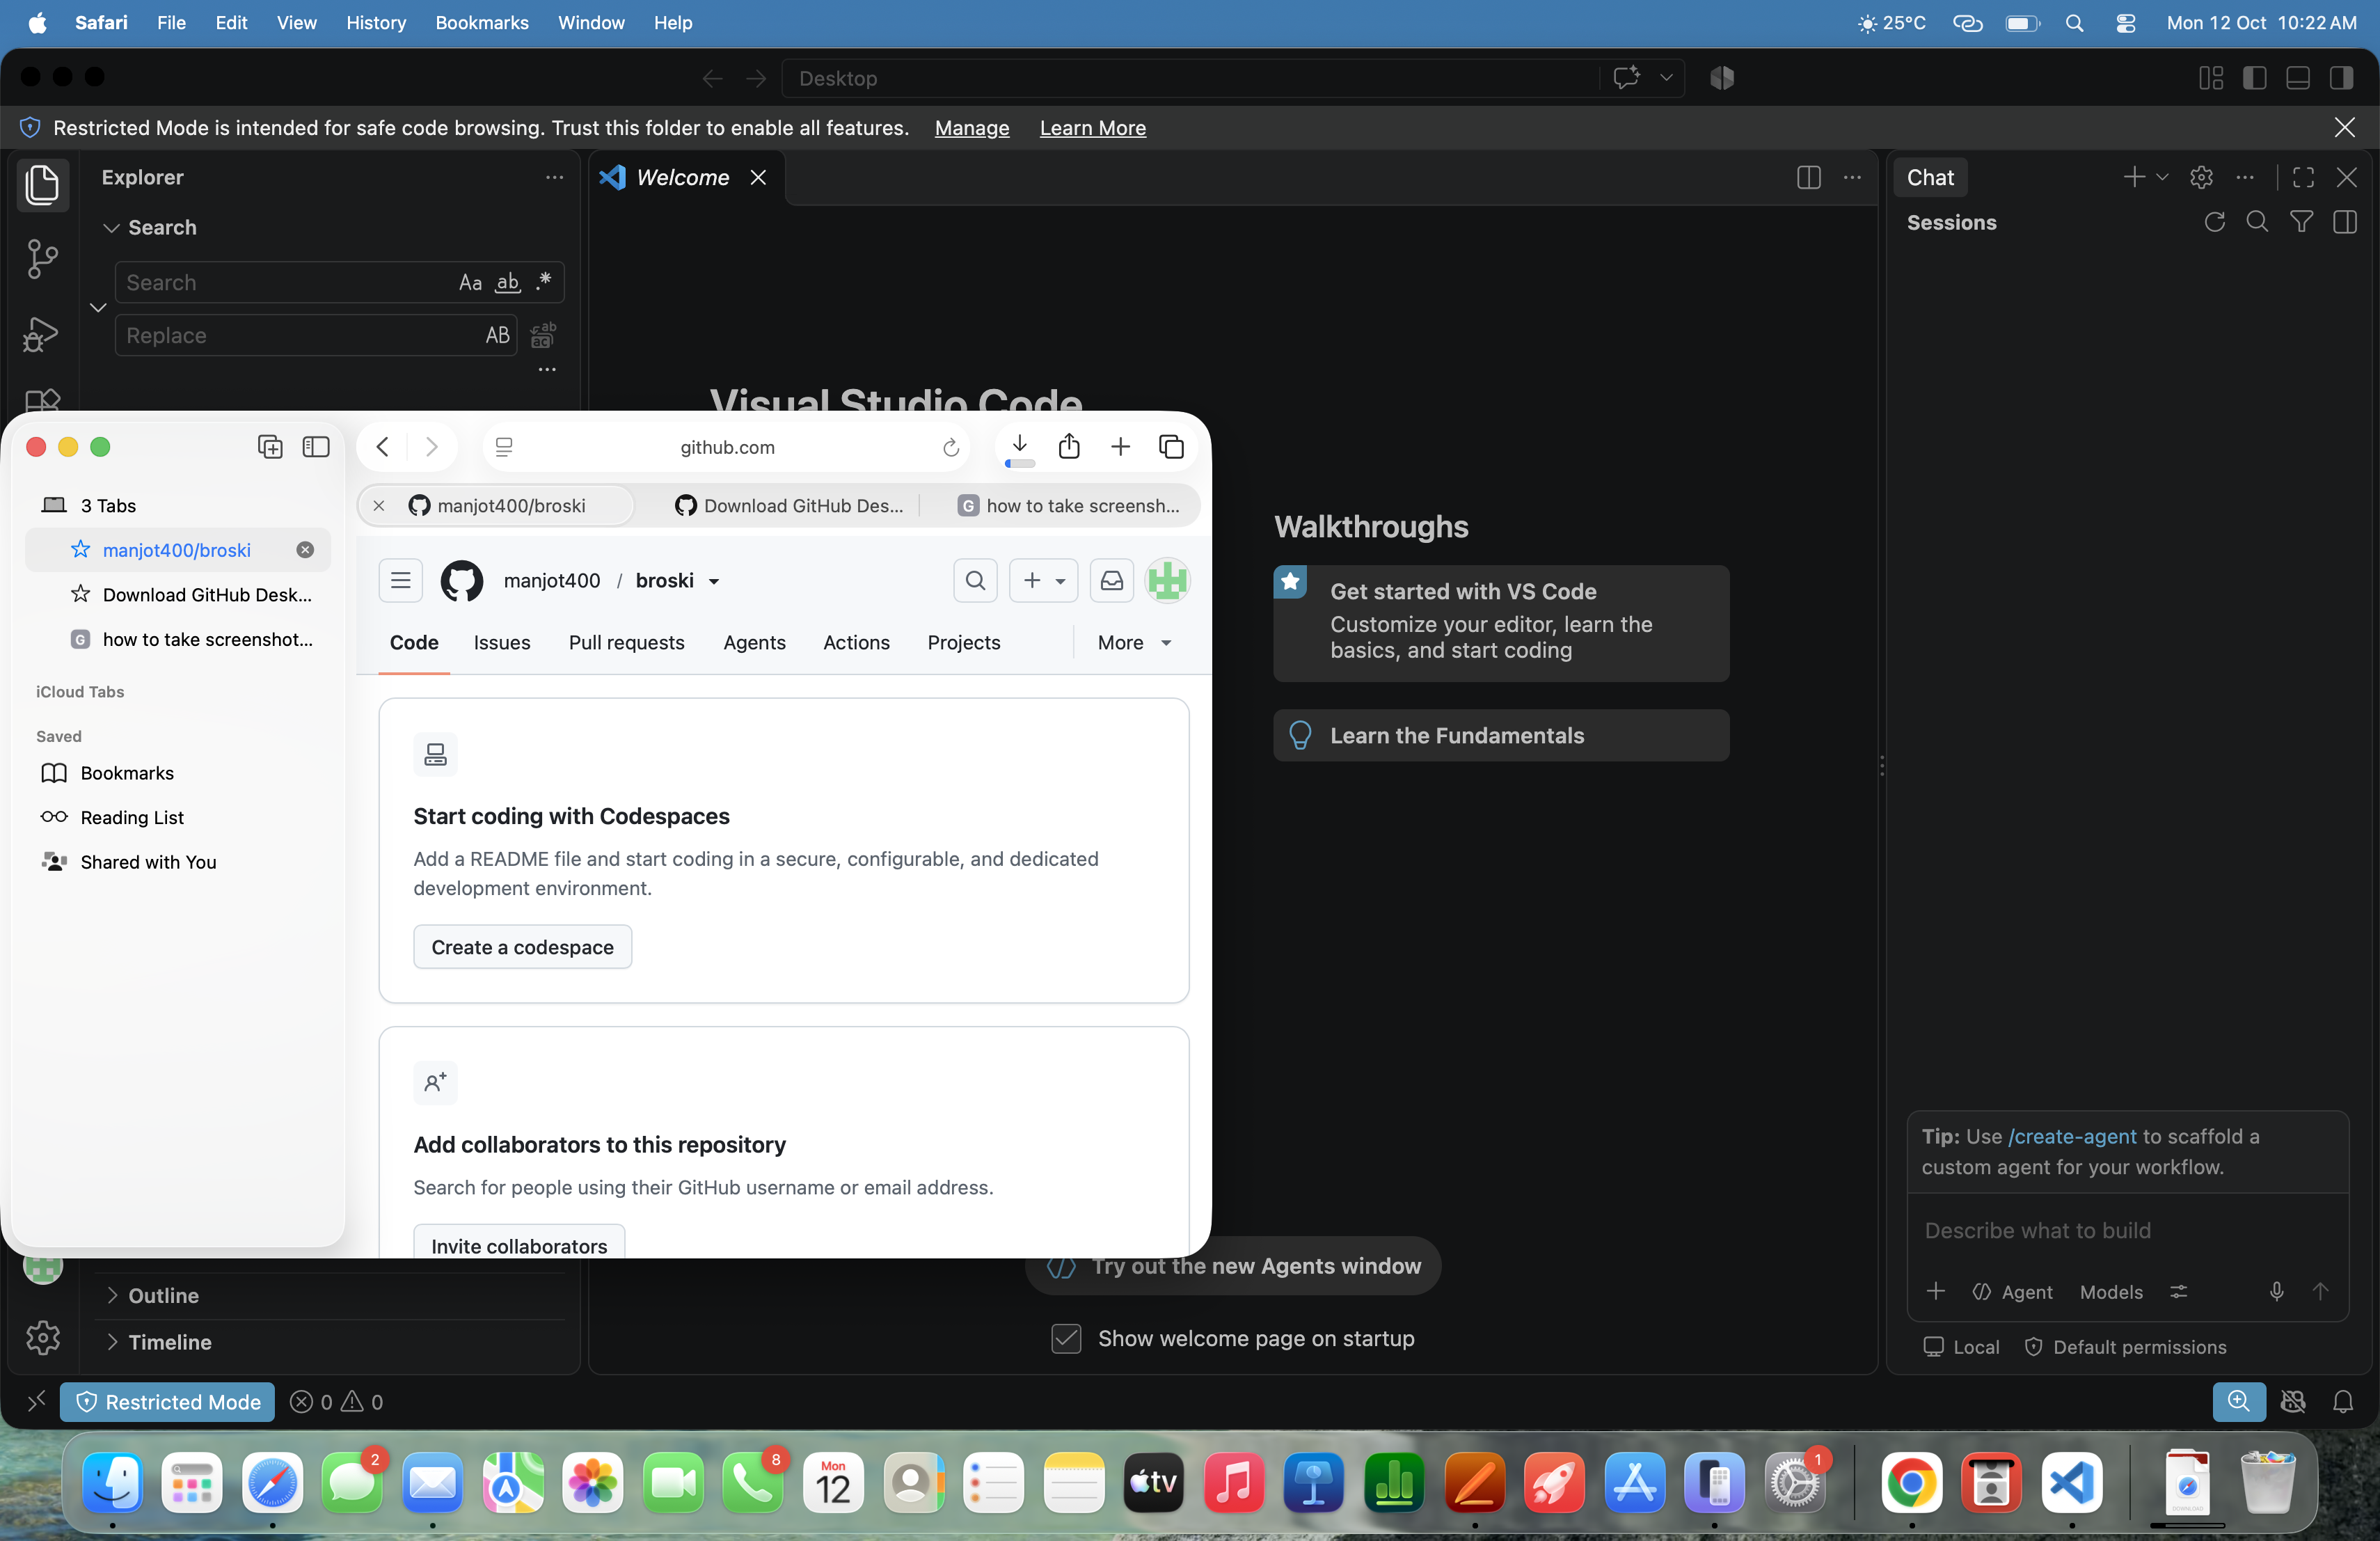 Safari File Edit View History Bookmarks Window Help
25°C Mon 12 Oct 10:22 AM
Desktop
Restricted Mode is intended for safe code browsing. Trust this folder to enable all features. Manage Learn More
Explorer
Search
Search
Aa ab .*
Replace
AB
Welcome
Visual Studio Code
Walkthroughs
Get started with VS Code
Customize your editor, learn the
basics, and start coding
Learn the Fundamentals
Try out the new Agents window
Show welcome page on startup
Chat
Sessions
Tip: Use /create-agent to scaffold a
custom agent for your workflow.
Describe what to build
Agent Models
Local Default permissions
3 Tabs
manjot400/broski
Download GitHub Desk...
G how to take screenshot...
iCloud Tabs
Saved
Bookmarks
Reading List
Shared with You
github.com
manjot400/broski
Download GitHub Des...
G how to take screensh...
manjot400 / broski
Code Issues Pull requests Agents Actions Projects More
Start coding with Codespaces
Add a README file and start coding in a secure, configurable, and dedicated
development environment.
Create a codespace
Add collaborators to this repository
Search for people using their GitHub username or email address.
Invite collaborators
Outline
Timeline
Restricted Mode 0 0
2
8
Mon
12
tv
1
DOWNLOAD